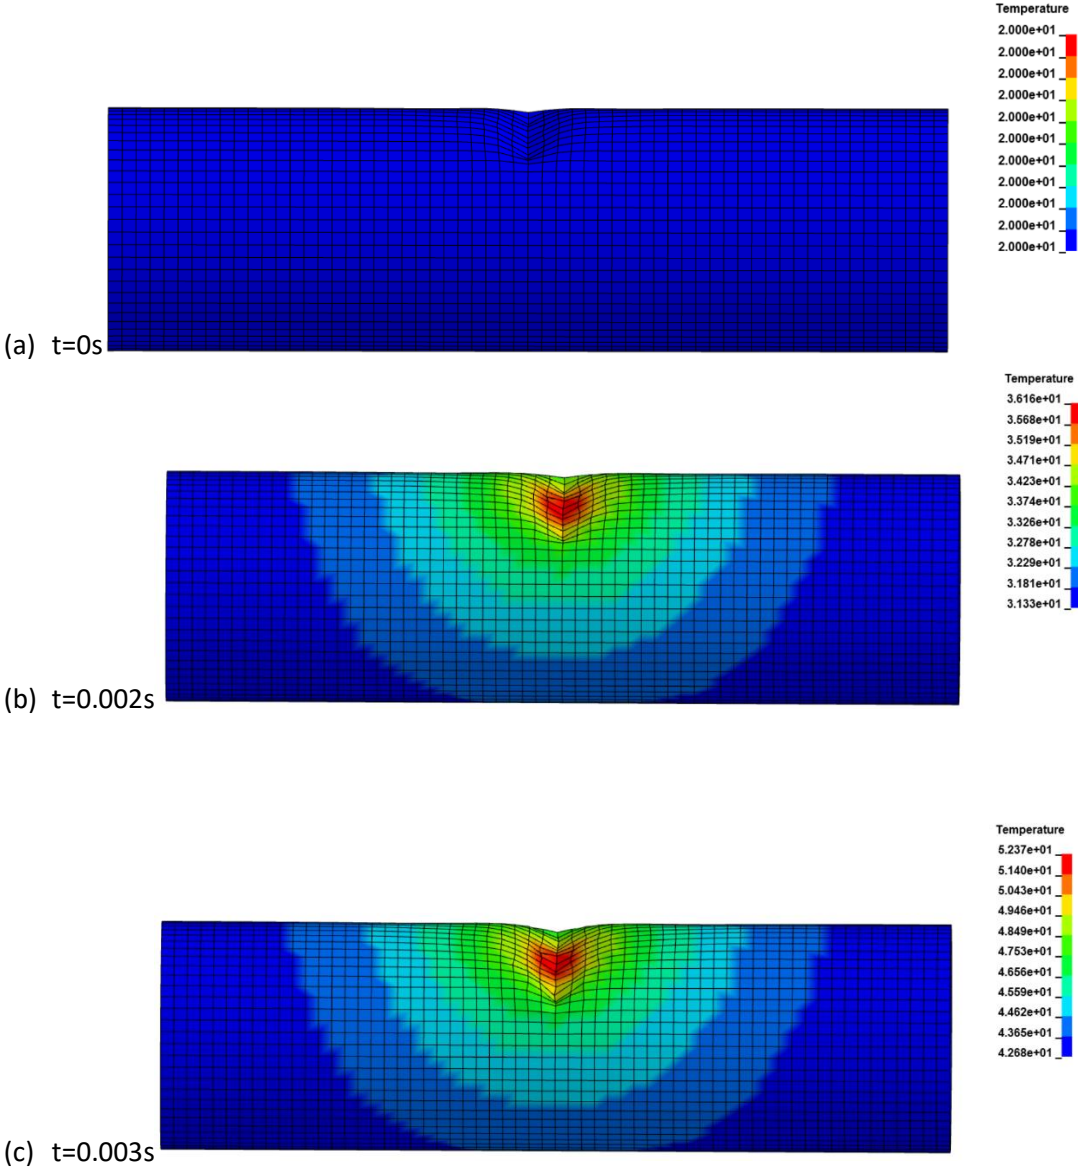 Temperature
2.000e+01
2.000e+01
2.000e+01
2.000e+01
2.000e+01
2.000e+01
2.000e+01
2.000e+01
2.000e+01
2.000e+01
2.000e+01
(a) t=0s
Temperature
3.616e+01
3.568e+01
3.519e+01
3.471e+01
3.423e+01
3.374e+01
3.326e+01
3.278e+01
3.229e+01
3.181e+01
3.133e+01
(b) t=0.002s
Temperature
5.237e+01
5.140e+01
5.043e+01
4.946e+01
4.849e+01
4.753e+01
4.656e+01
4.559e+01
4.462e+01
4.365e+01
4.268e+01
(c) t=0.003s